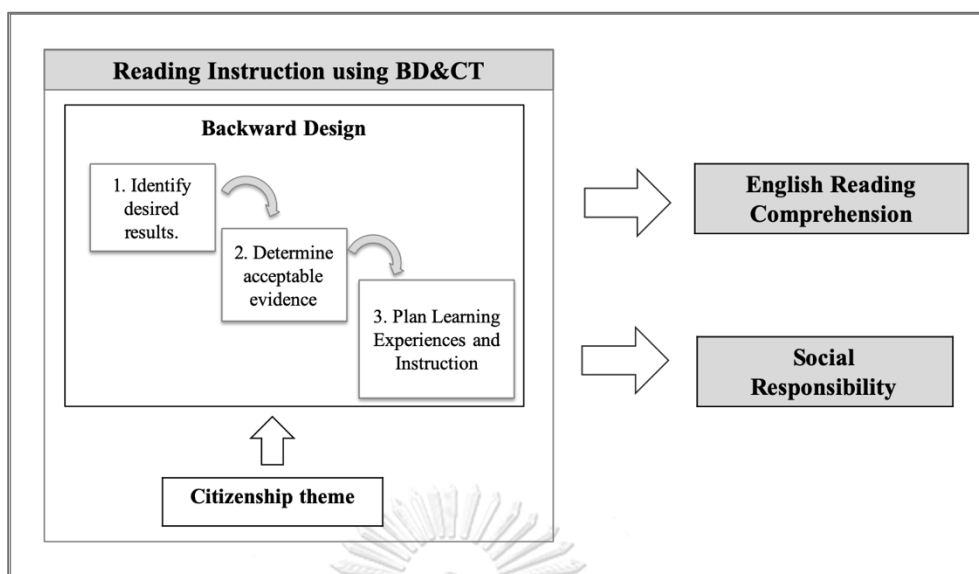 Reading Instruction using BD&CT
Backward Design
1. Identify
desired
results.
2. Determine
acceptable
evidence
3. Plan Learning
Experiences and
Instruction
Citizenship theme
English Reading
Comprehension
Social
Responsibility